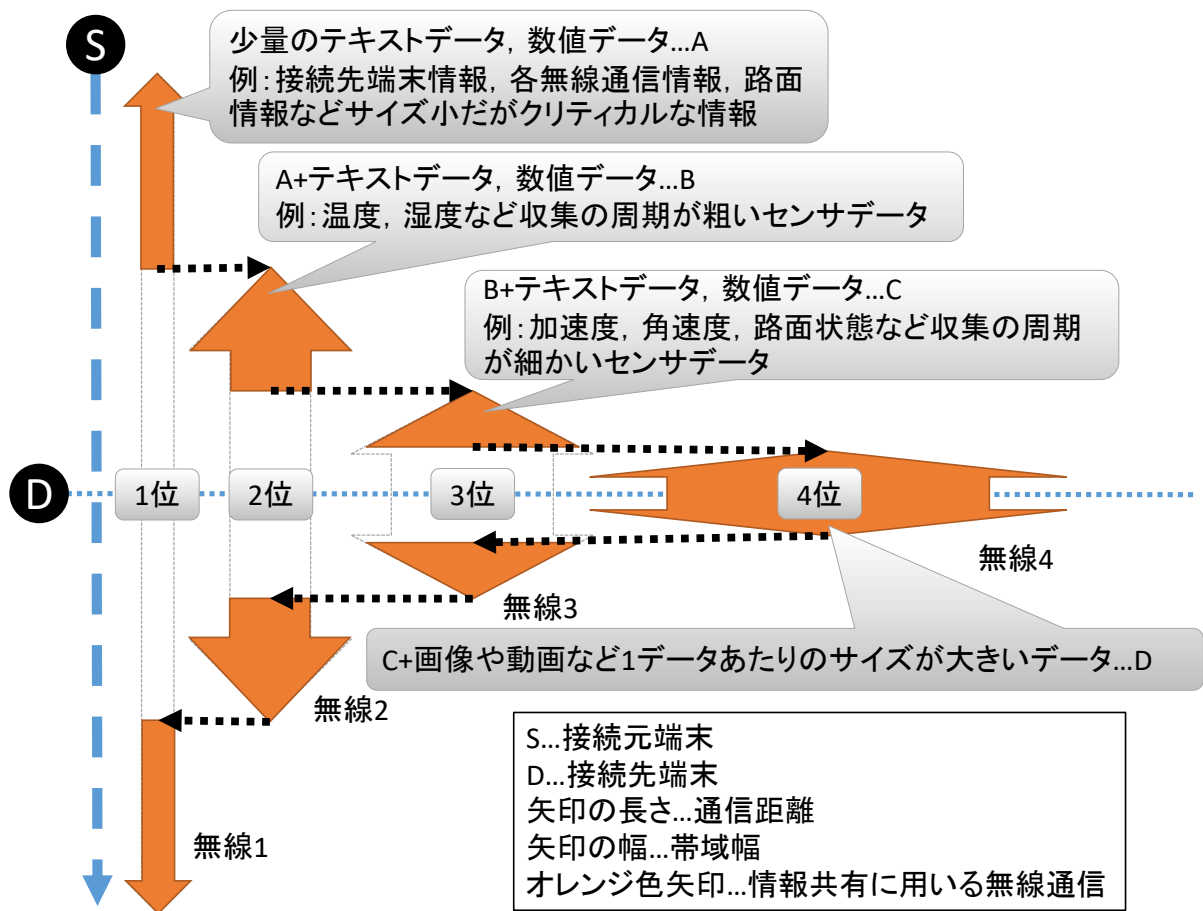 S
少量のテキストデータ, 数値データ…A
例：接続先端末情報, 各無線通信情報, 路面
情報などサイズ小だがクリティカルな情報
A+テキストデータ, 数値データ…B
例：温度, 湿度など収集の周期が粗いセンサデータ
B+テキストデータ, 数値データ…C
例：加速度, 角速度, 路面状態など収集の周期
が細かいセンサデータ
D
1位
2位
3位
4位
無線4
無線3
C+画像や動画など1データあたりのサイズが大きいデータ…D
無線2
無線1
S…接続元端末
D…接続先端末
矢印の長さ…通信距離
矢印の幅…帯域幅
オレンジ色矢印…情報共有に用いる無線通信